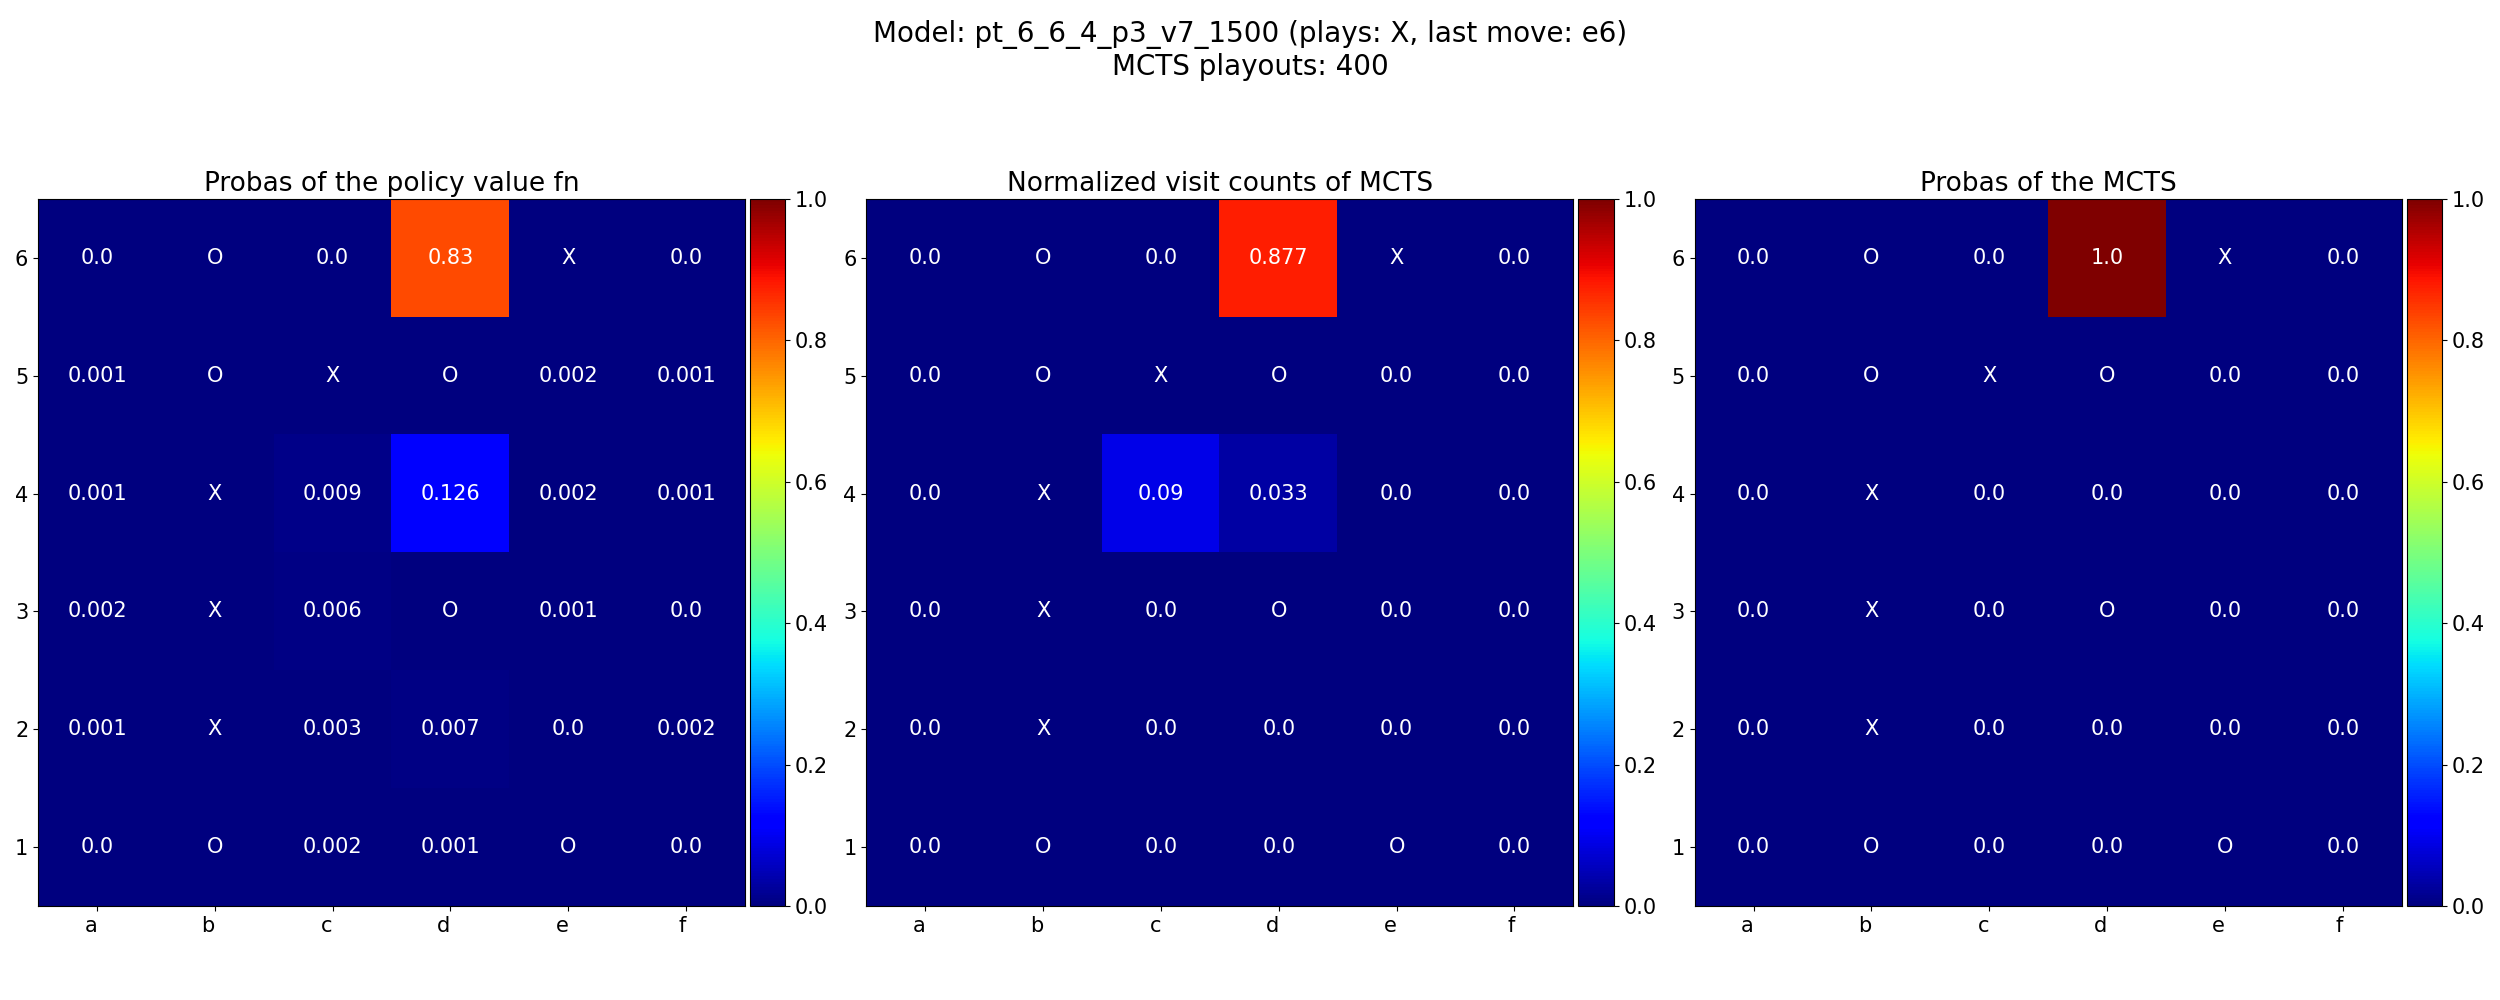 Model: pt_6_6_4_p3_v7_1500 (plays: X, last move: e6)
MCTS playouts: 400
Probas of the policy value fn
6 0.0 O 0.0 0.83 X 0.0
5 0.001 O X O 0.002 0.001
4 0.001 X 0.009 0.126 0.002 0.001
3 0.002 X 0.006 O 0.001 0.0
2 0.001 X 0.003 0.007 0.0 0.002
1 0.0 O 0.002 0.001 O 0.0
a b c d e f
1.0
0.8
0.6
0.4
0.2
0.0
Normalized visit counts of MCTS
6 0.0 O 0.0 0.877 X 0.0
5 0.0 O X O 0.0 0.0
4 0.0 X 0.09 0.033 0.0 0.0
3 0.0 X 0.0 O 0.0 0.0
2 0.0 X 0.0 0.0 0.0 0.0
1 0.0 O 0.0 0.0 O 0.0
a b c d e f
1.0
0.8
0.6
0.4
0.2
0.0
Probas of the MCTS
6 0.0 O 0.0 1.0 X 0.0
5 0.0 O X O 0.0 0.0
4 0.0 X 0.0 0.0 0.0 0.0
3 0.0 X 0.0 O 0.0 0.0
2 0.0 X 0.0 0.0 0.0 0.0
1 0.0 O 0.0 0.0 O 0.0
a b c d e f
1.0
0.8
0.6
0.4
0.2
0.0